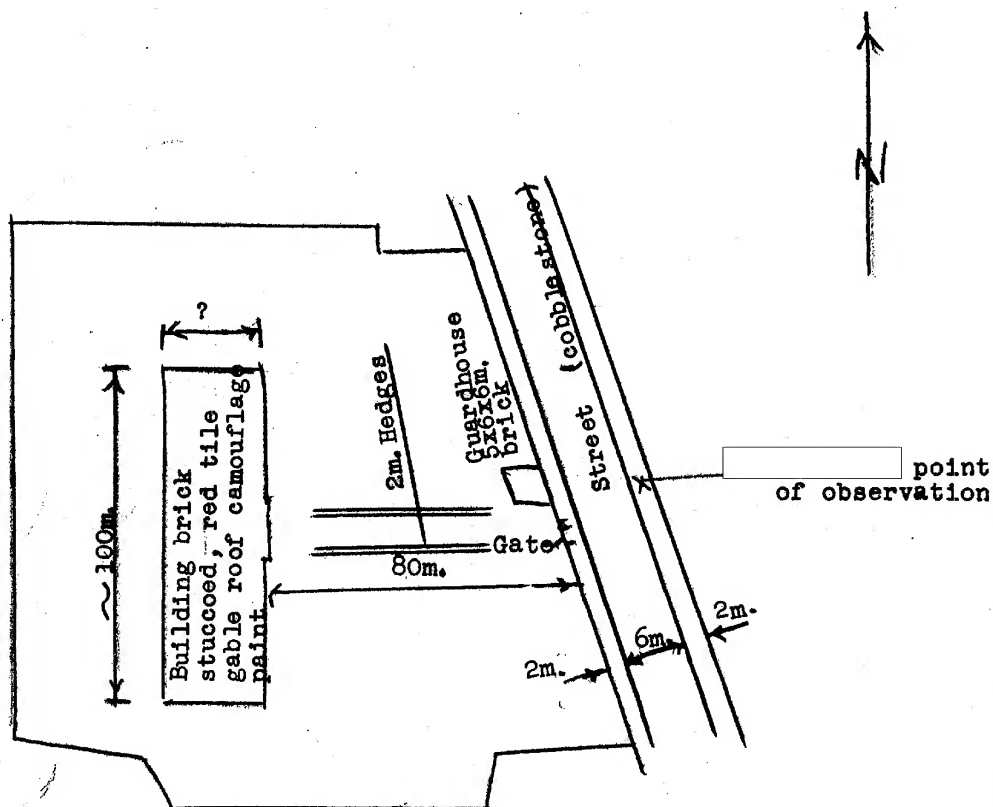 N
?
~100m.
Building brick
stuccoed, red tile
gable roof camouflage
paint
2m. Hedges
Guardhouse
5x6x6m.
brick
Street (cobblestone)
Gate
80m.
point
of observation
2m.
6m.
2m.